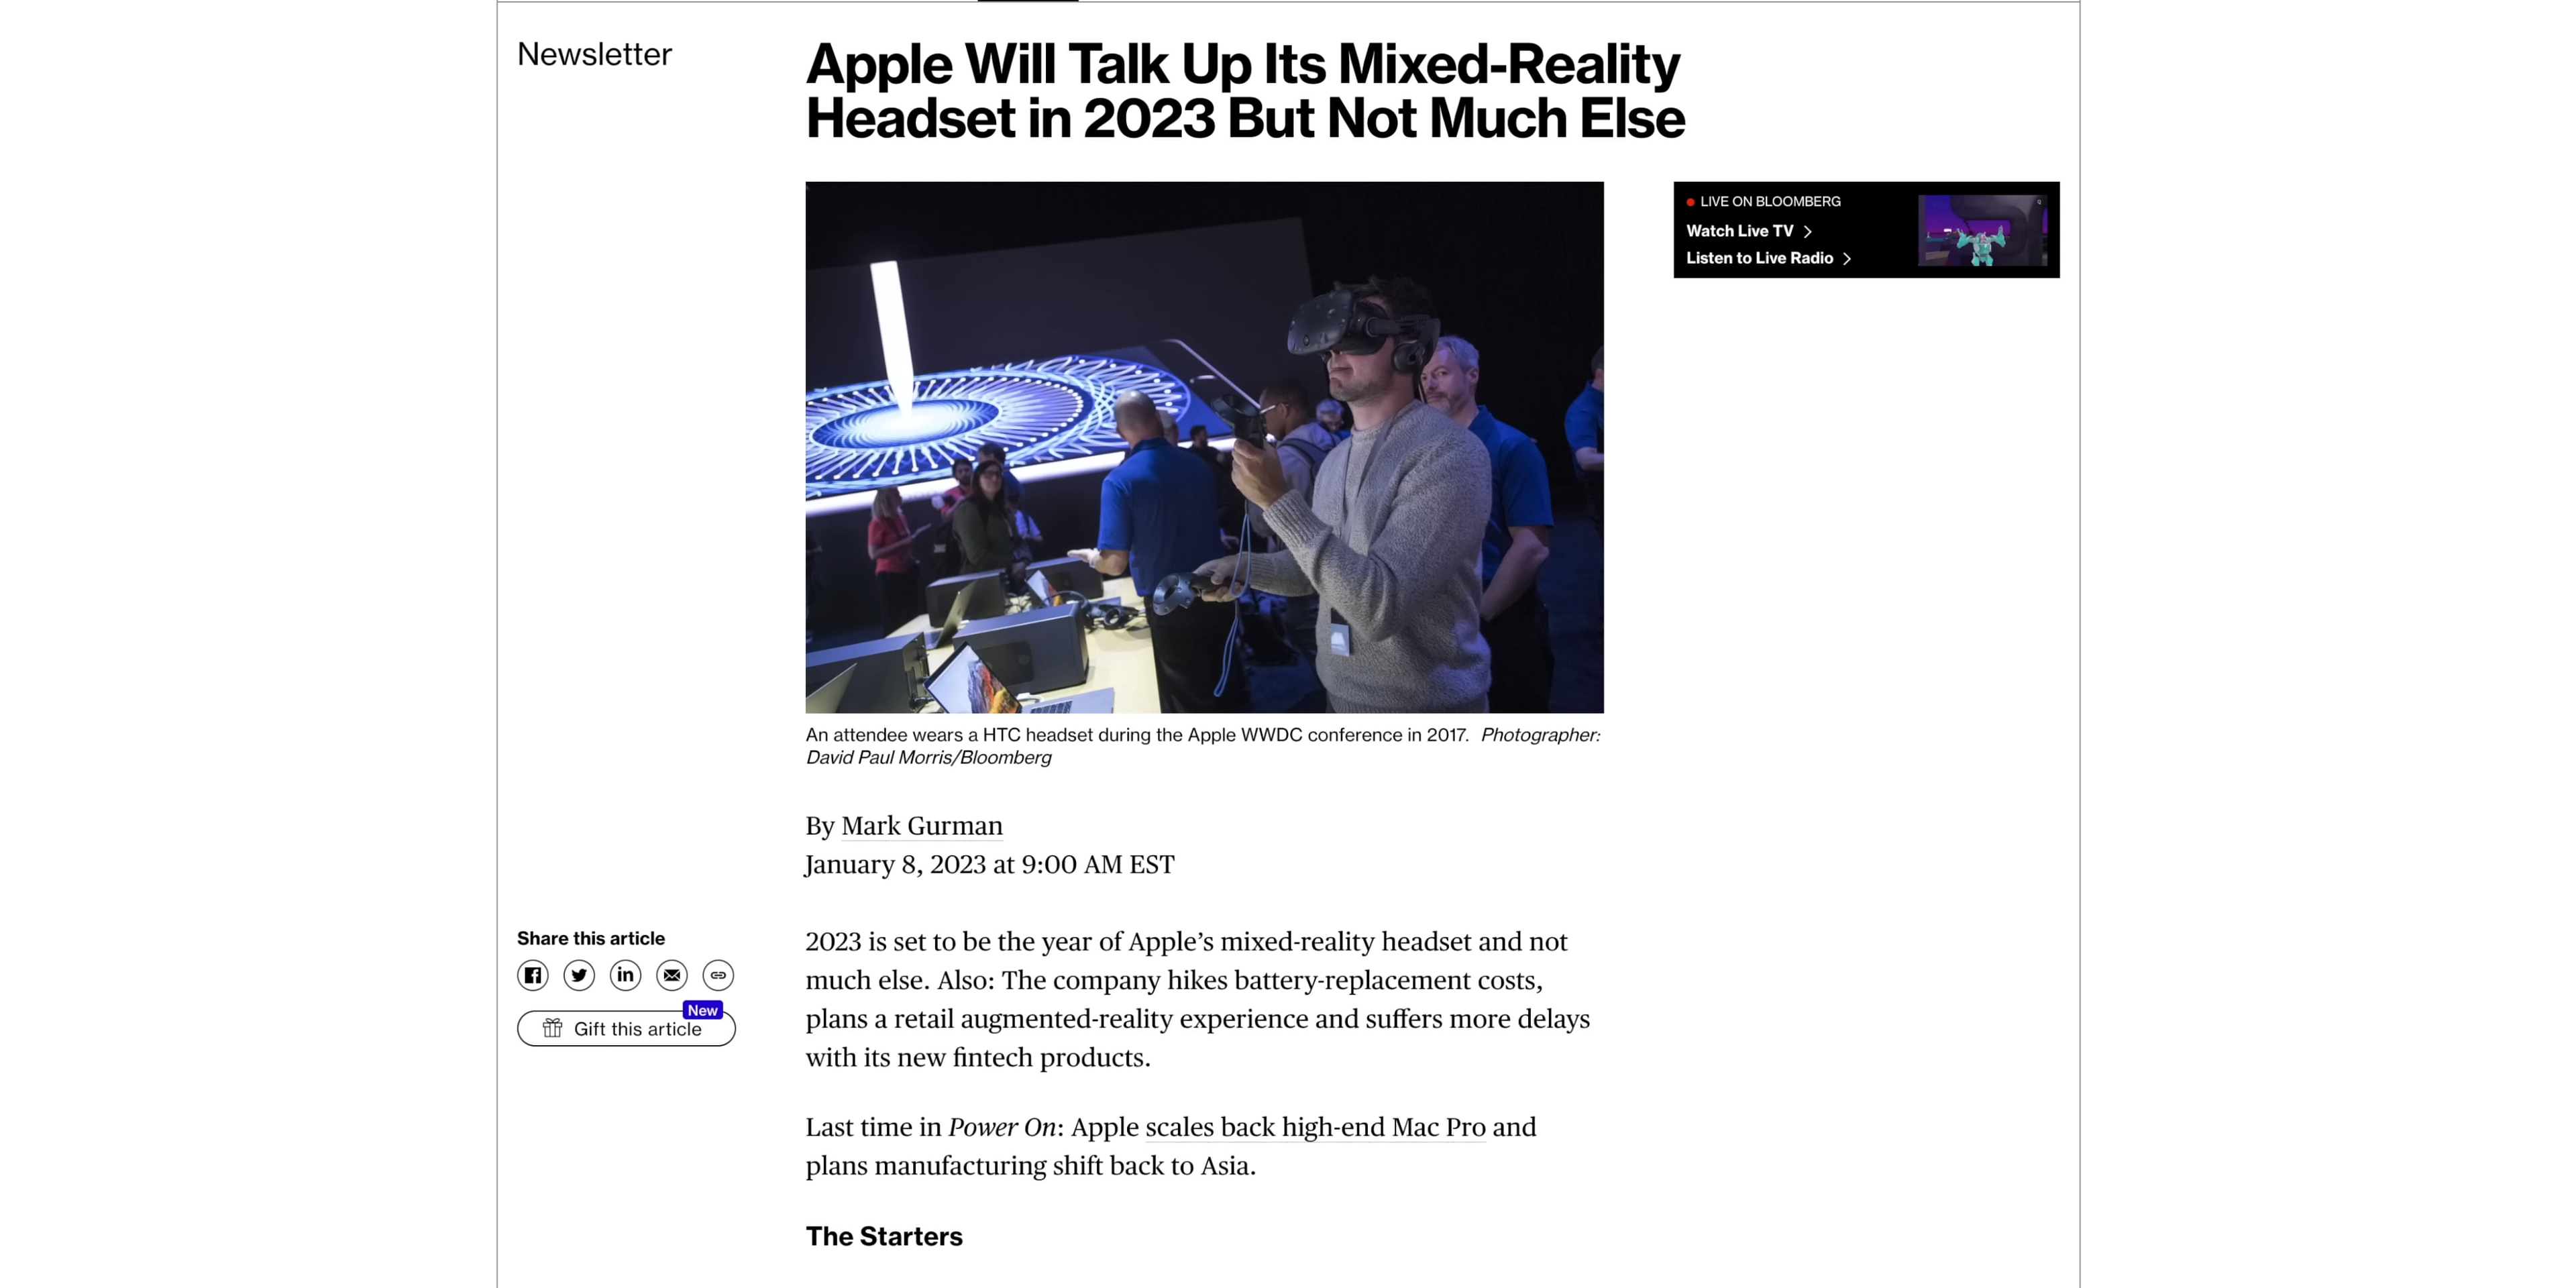 Newsletter
Apple Will Talk Up Its Mixed-Reality
Headset in 2023 But Not Much Else
LIVE ON BLOOMBERG
Watch Live TV
Listen to Live Radio
An attendee wears a HTC headset during the Apple WWDC conference in 2017. Photographer:
David Paul Morris/Bloomberg
By Mark Gurman
January 8, 2023 at 9:00 AM EST
Share this article
New
Gift this article
2023 is set to be the year of Apple’s mixed-reality headset and not
much else. Also: The company hikes battery-replacement costs,
plans a retail augmented-reality experience and suffers more delays
with its new fintech products.
Last time in Power On: Apple scales back high-end Mac Pro and
plans manufacturing shift back to Asia.
The Starters